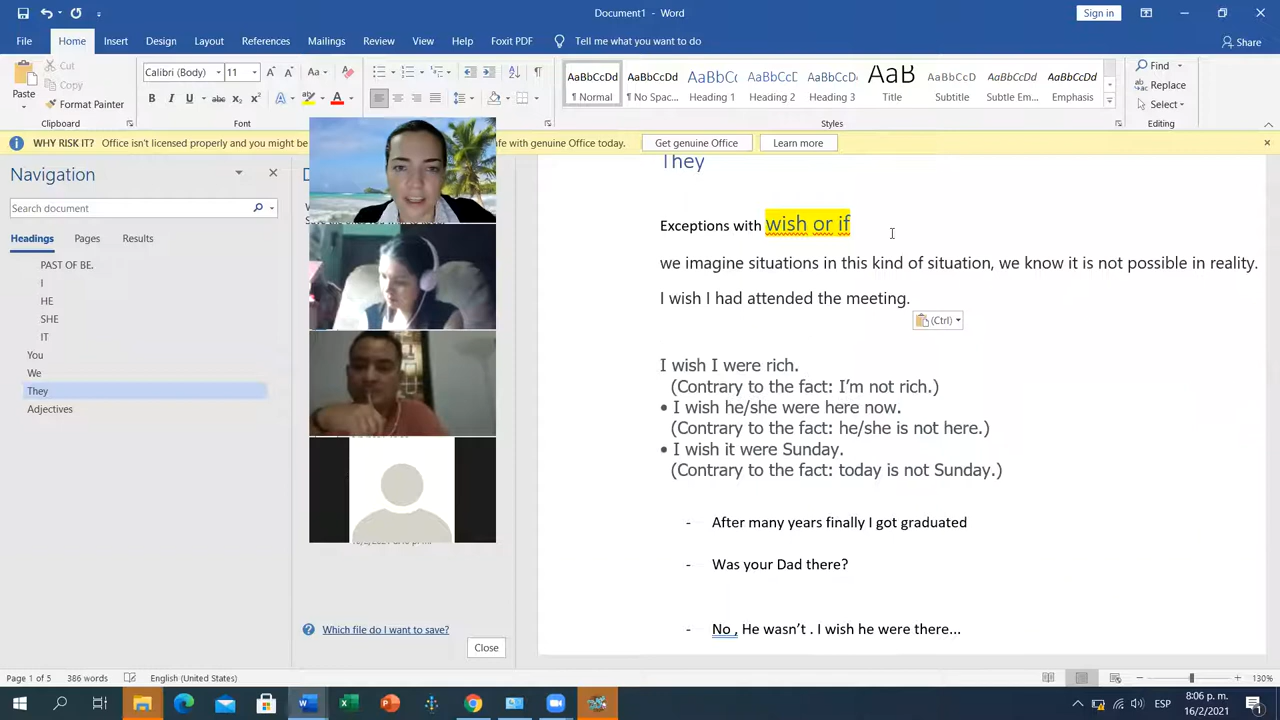 Document1 - Word
Sign in
File Home Insert Design Layout References Mailings Review View Help Foxit PDF Tell me what you want to do Share
Paste
Cut
Copy
Format Painter
Clipboard
Calibri (Body) 11
Font
AaBbCcDd AaBbCcDd AaBbC( AaBbCcE AaBbCcD AaB AaBbCcD AaBbCcDd AaBbCcDd
¶ Normal ¶ No Spac... Heading 1 Heading 2 Heading 3 Title Subtitle Subtle Em... Emphasis
Styles
Find
Replace
Select
Editing
WHY RISK IT? Office isn't licensed properly and you might be
fe with genuine Office today. Get genuine Office Learn more
Navigation
Search document
Headings Pages Results
PAST OF BE.
I
HE
SHE
IT
You
We
They
Adjectives
Which file do I want to save?
Close
They
Exceptions with wish or if
we imagine situations in this kind of situation, we know it is not possible in reality.
I wish I had attended the meeting.
(Ctrl)
I wish I were rich.
(Contrary to the fact: I'm not rich.)
• I wish he/she were here now.
(Contrary to the fact: he/she is not here.)
• I wish it were Sunday.
(Contrary to the fact: today is not Sunday.)
- After many years finally I got graduated
- Was your Dad there?
- No , He wasn't . I wish he were there...
Page 1 of 5 386 words English (United States) 130%
ESP 8:06 p. m.
16/2/2021